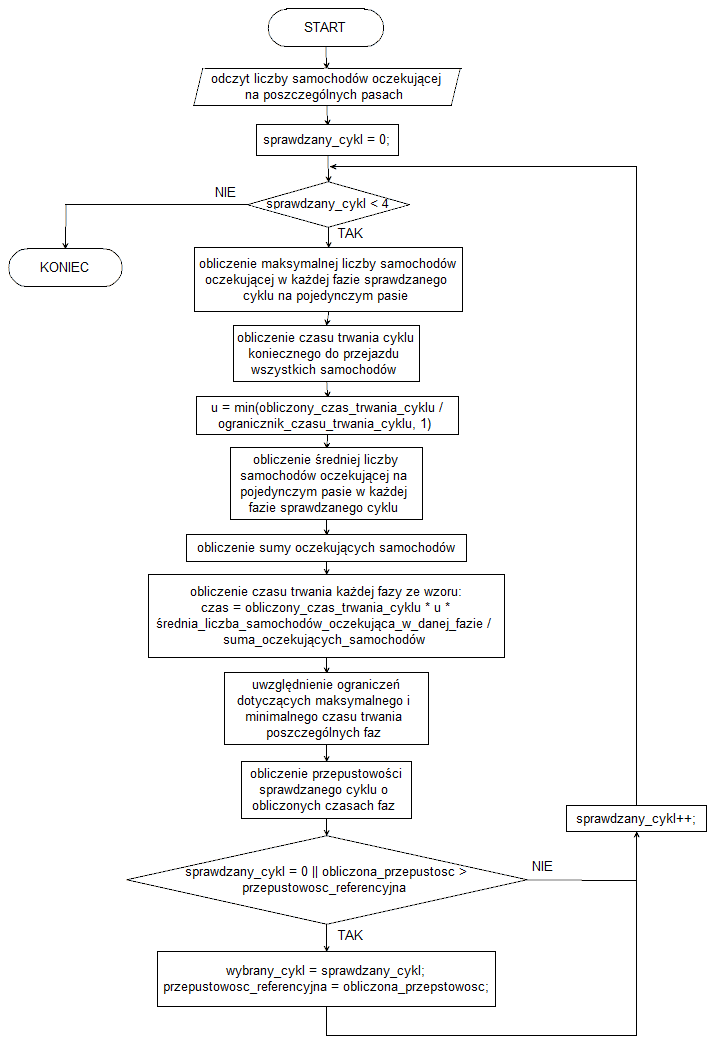 START
odczyt liczby samochodów oczekującej
na poszczególnych pasach
sprawdzany_cykl = 0;
NIE
sprawdzany_cykl < 4
TAK
KONIEC
obliczenie maksymalnej liczby samochodów
oczekującej w każdej fazie sprawdzanego
cyklu na pojedynczym pasie
obliczenie czasu trwania cyklu
koniecznego do przejazdu
wszystkich samochodów
u = min(obliczony_czas_trwania_cyklu /
ogranicznik_czasu_trwania_cyklu, 1)
obliczenie średniej liczby
samochodów oczekującej na
pojedynczym pasie w każdej
fazie sprawdzanego cyklu
obliczenie sumy oczekujących samochodów
obliczenie czasu trwania każdej fazy ze wzoru:
czas = obliczony_czas_trwania_cyklu * u *
średnia_liczba_samochodów_oczekująca_w_danej_fazie /
suma_oczekujących_samochodów
uwzględnienie ograniczeń
dotyczących maksymalnego i
minimalnego czasu trwania
poszczególnych faz
obliczenie przepustowości
sprawdzanego cyklu o
obliczonych czasach faz
sprawdzany_cykl++;
sprawdzany_cykl = 0 || obliczona_przepustosc >
przepustowosc_referencyjna
NIE
TAK
wybrany_cykl = sprawdzany_cykl;
przepustowosc_referencyjna = obliczona_przepstowosc;